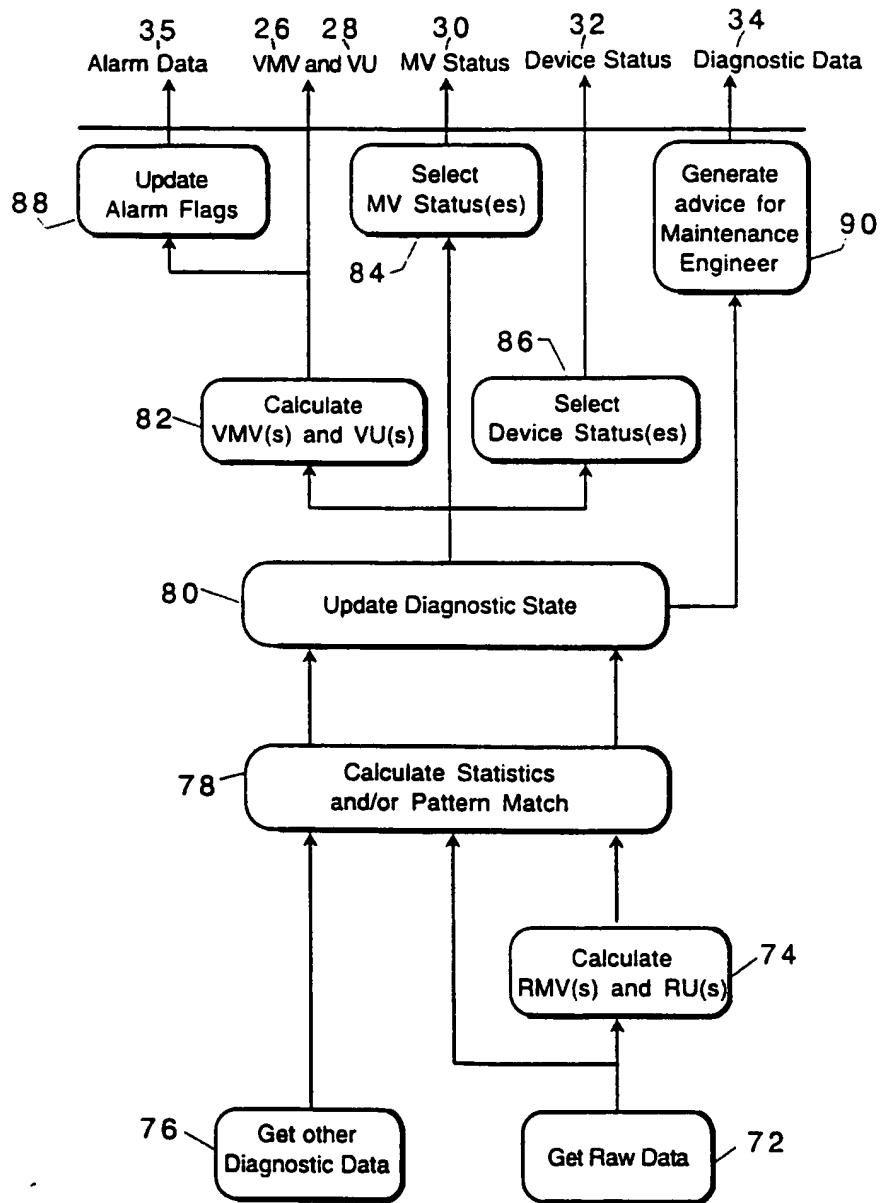 35 26 28 30 32 34
Alarm Data VMV and VU MV Status Device Status Diagnostic Data
Update
Alarm Flags
88
Select
MV Status(es)
84
Generate
advice for
Maintenance
Engineer
90
86
Calculate
VMV(s) and VU(s)
82
Select
Device Status(es)
80
Update Diagnostic State
78
Calculate Statistics
and/or Pattern Match
Calculate
RMV(s) and RU(s)
74
76
Get other
Diagnostic Data
Get Raw Data
72